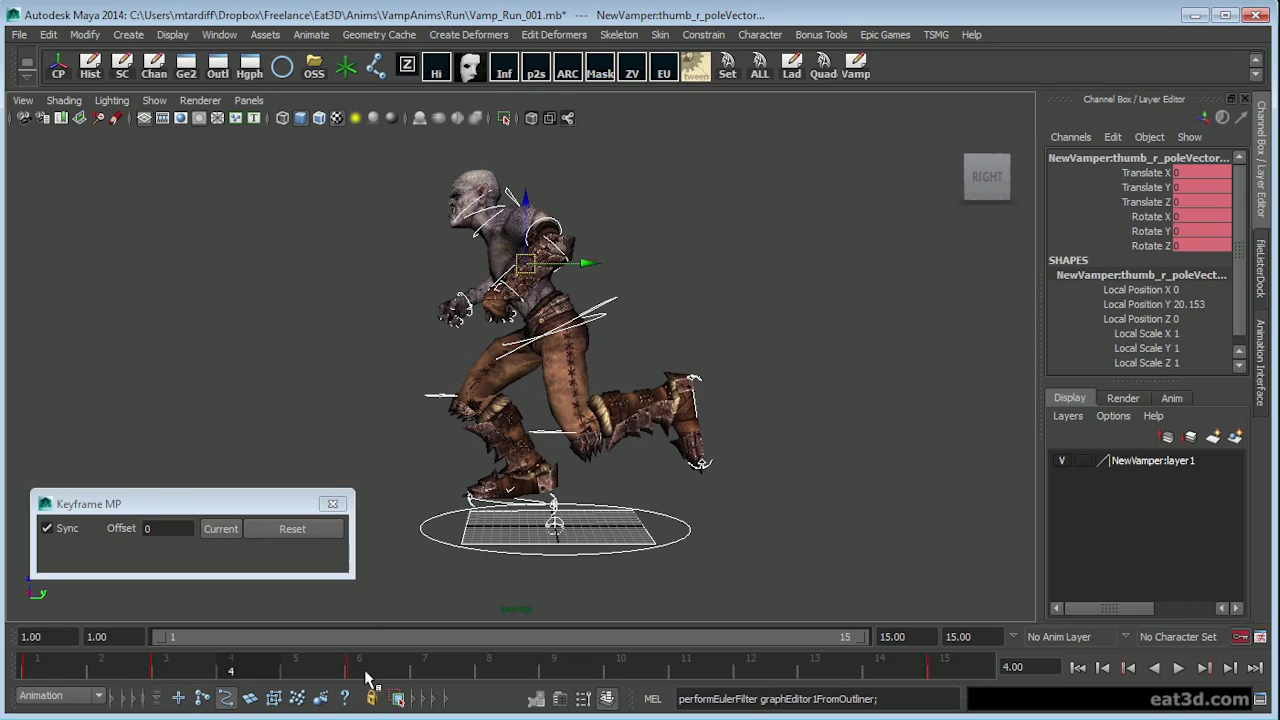 Autodesk Maya 2014: C:\Users\mtardiff\Dropbox\Freelance\Eat3D\Anims\VampAnims\Run\Vamp_Run_001.mb* --- NewVamper:thumb_r_poleVector...
File Edit Modify Create Display Window Assets Animate Geometry Cache Create Deformers Edit Deformers Skeleton Skin Constrain Character Bonus Tools Epic Games TSMG Help
CP Hist SC Chan Ge2 Outl Hgph OSS Z Hi Inf p2s ARC Mask ZV EU tween Set ALL Lad Quad Vamp
View Shading Lighting Show Renderer Panels
Channel Box / Layer Editor
Channels Edit Object Show
NewVamper:thumb_r_poleVector...
Translate X 0
Translate Y 0
Translate Z 0
Rotate X 0
Rotate Y 0
Rotate Z 0
SHAPES
NewVamper:thumb_r_poleVect...
Local Position X 0
Local Position Y 20.153
Local Position Z 0
Local Scale X 1
Local Scale Y 1
Local Scale Z 1
Channel Box / Layer Editor
fileListerDock
Animation Interface
RIGHT
Display Render Anim
Layers Options Help
V NewVamper:layer1
Keyframe MP
Sync Offset 0 Current Reset
z
y
persp
1.00 1.00 1 15 15.00 15.00 No Anim Layer No Character Set
1 2 3 4 5 6 7 8 9 10 11 12 13 14 15
4
4.00
Animation
MEL performEulerFilter graphEditor1FromOutliner;
eat3d.com